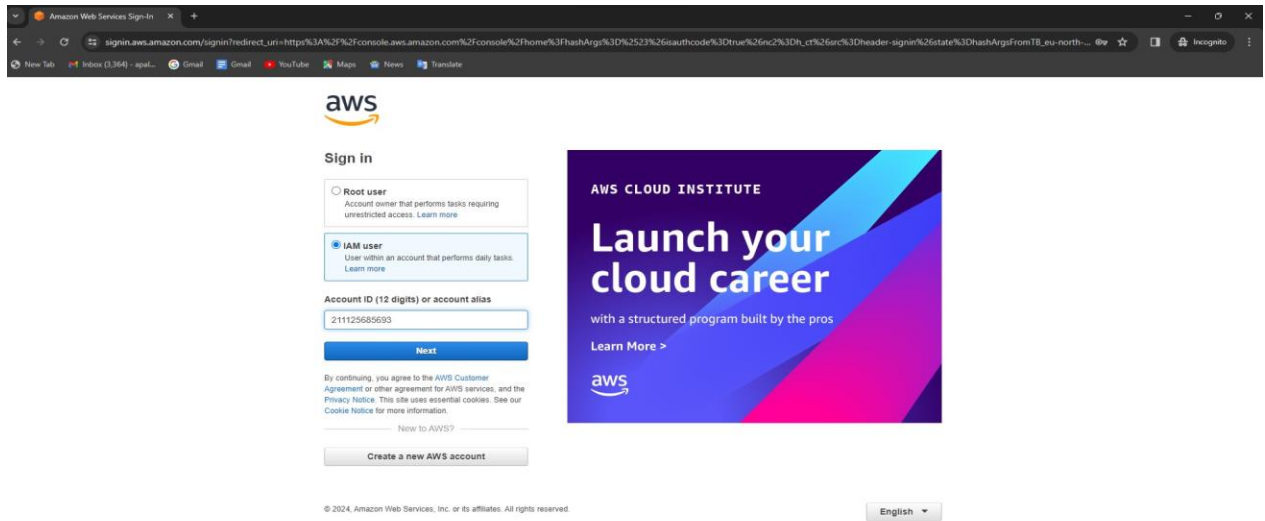 Amazon Web Services Sign-In
signin.aws.amazon.com/signin?redirect_uri=https%3A%2F%2Fconsole.aws.amazon.com%2Fconsole%2Fhome%3FhashArgs%3D%2523%26isauthcode%3Dtrue%26nc2%3Dh_ct%26src%3Dheader-signin%26state%3DhashArgsFromTB_eu-north-...
Incognito
New Tab
Inbox (3,364) - apal...
Gmail
Gmail
YouTube
Maps
News
Translate
aws
Sign in
Root user
Account owner that performs tasks requiring
unrestricted access. Learn more
IAM user
User within an account that performs daily tasks.
Learn more
Account ID (12 digits) or account alias
211125685693
Next
By continuing, you agree to the AWS Customer
Agreement or other agreement for AWS services, and the
Privacy Notice. This site uses essential cookies. See our
Cookie Notice for more information.
New to AWS?
Create a new AWS account
AWS CLOUD INSTITUTE
Launch your
cloud career
with a structured program built by the pros
Learn More >
aws
© 2024, Amazon Web Services, Inc. or its affiliates. All rights reserved.
English